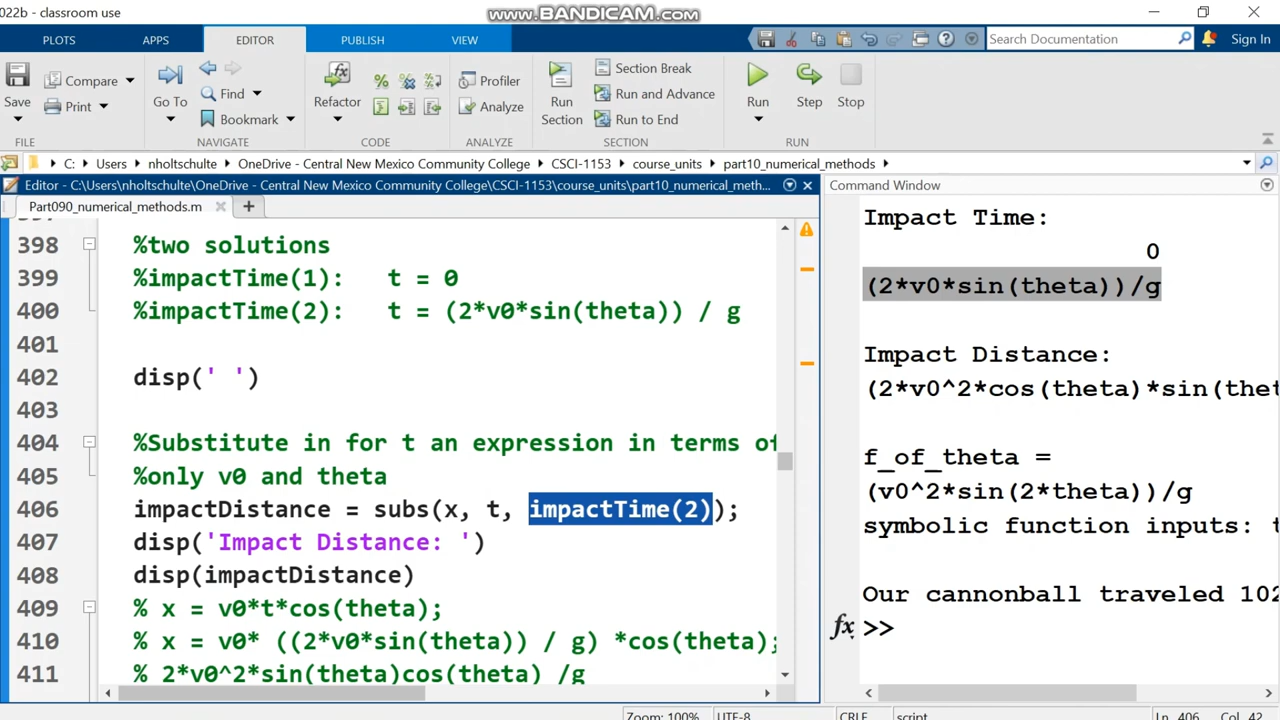 www.BANDICAM.com
022b - classroom use
PLOTS APPS EDITOR PUBLISH VIEW Search Documentation Sign In
Save Compare Print Go To Find Bookmark Refactor Profiler Analyze Run Section Section Break Run and Advance Run to End Run Step Stop
FILE NAVIGATE CODE ANALYZE SECTION RUN
C: Users nholtschulte OneDrive - Central New Mexico Community College CSCI-1153 course_units part10_numerical_methods
Editor - C:\Users\nholtschulte\OneDrive - Central New Mexico Community College\CSCI-1153\course_units\part10_numerical_meth...
Part090_numerical_methods.m
398 %two solutions
399 %impactTime(1):   t = 0
400 %impactTime(2):   t = (2*v0*sin(theta)) / g
401
402 disp(' ')
403
404 %Substitute in for t an expression in terms of
405 %only v0 and theta
406 impactDistance = subs(x, t, impactTime(2));
407 disp('Impact Distance: ')
408 disp(impactDistance)
409 % x = v0*t*cos(theta);
410 % x = v0* ((2*v0*sin(theta)) / g) *cos(theta);
411 % 2*v0^2*sin(theta)cos(theta) /g
Command Window
Impact Time:
0
(2*v0*sin(theta))/g
Impact Distance:
(2*v0^2*cos(theta)*sin(thet
f_of_theta =
(v0^2*sin(2*theta))/g
symbolic function inputs: t
Our cannonball traveled 102
fx >>
Zoom: 100% UTF-8 CRLF script Ln 406 Col 42